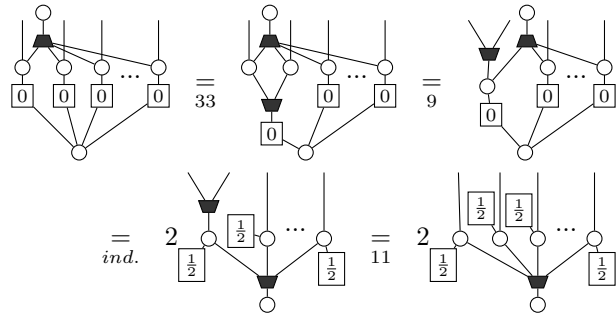 0 0 0 ... 0 = 33 0 0 ... 0 = 9 0 0 ... 0
= ind. 2 1/2 1/2 ... 1/2 = 11 2 1/2 1/2 1/2 ... 1/2